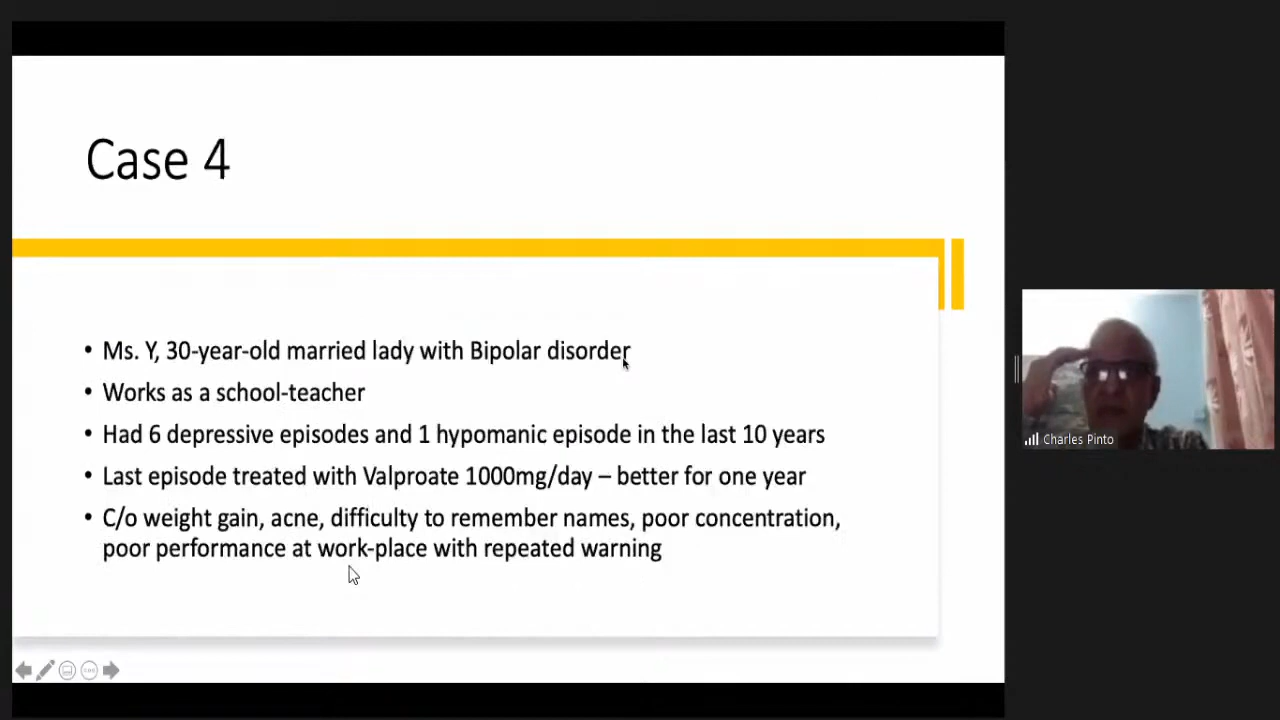 Case 4
• Ms. Y, 30-year-old married lady with Bipolar disorder
• Works as a school-teacher
• Had 6 depressive episodes and 1 hypomanic episode in the last 10 years
• Last episode treated with Valproate 1000mg/day – better for one year
• C/o weight gain, acne, difficulty to remember names, poor concentration,
poor performance at work-place with repeated warning
Charles Pinto